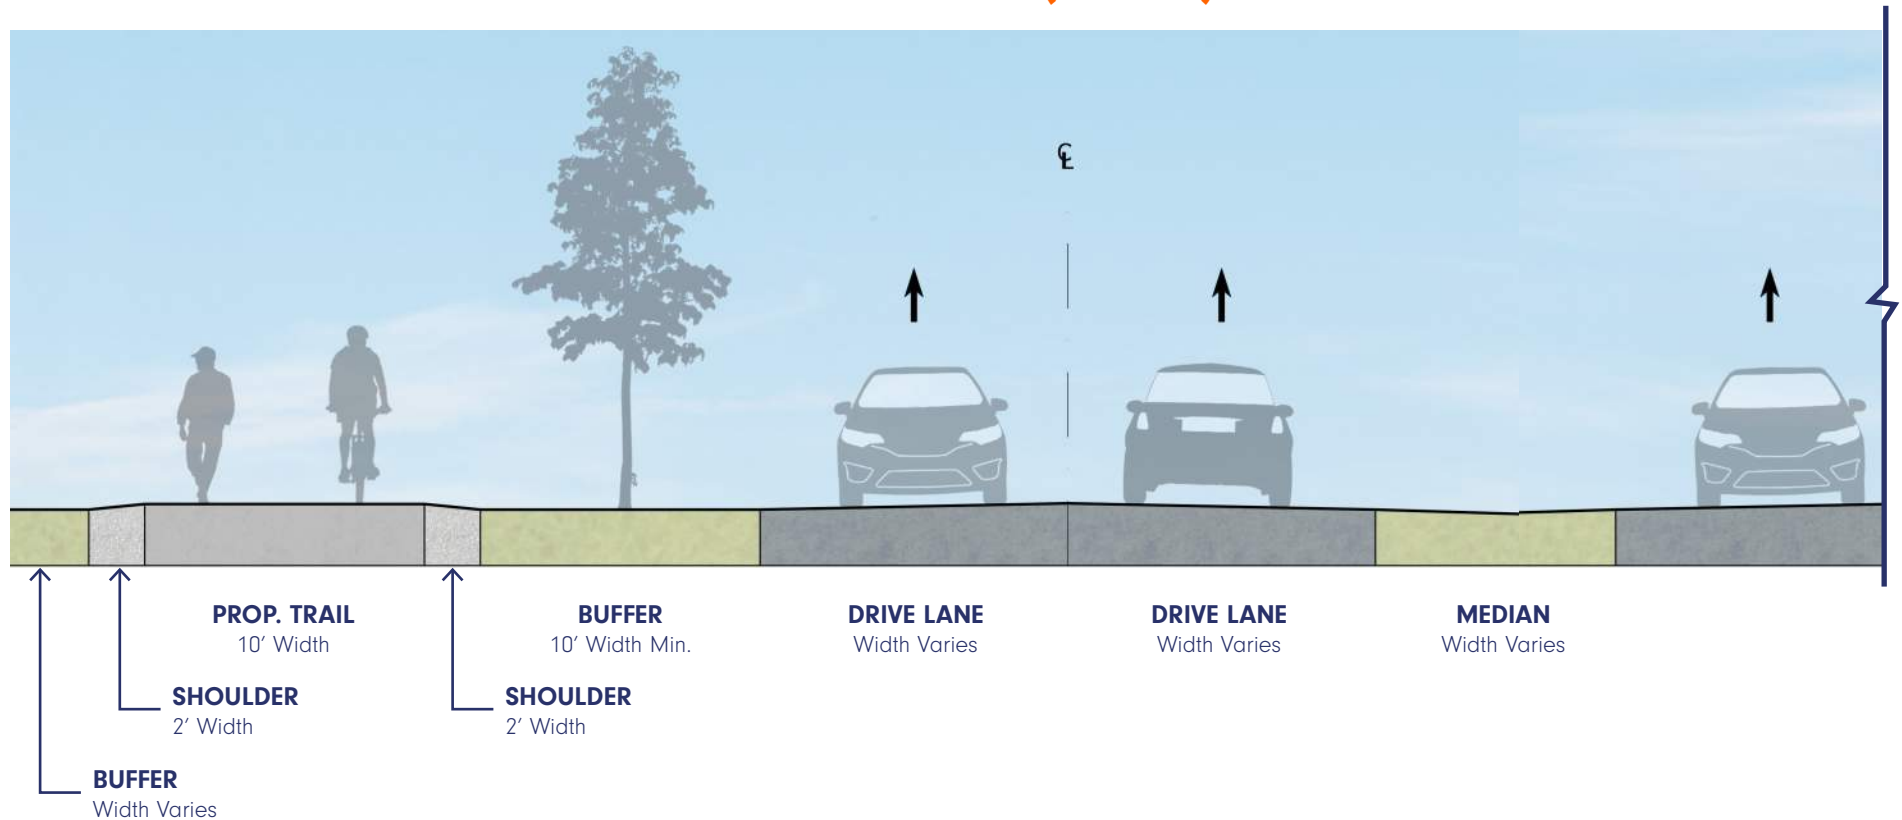 ℄
PROP. TRAIL
10′ Width
BUFFER
10′ Width Min.
DRIVE LANE
Width Varies
DRIVE LANE
Width Varies
MEDIAN
Width Varies
SHOULDER
2′ Width
SHOULDER
2′ Width
BUFFER
Width Varies